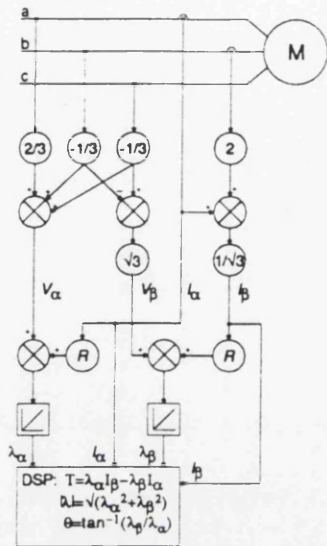 a
b
M
c
2/3 -1/3 -1/3 2
√3 1/√3
Vα Vβ Iα Iβ
R R
λα Iα λβ Iβ
DSP: T=λαIβ-λβIα
|λ|=√(λα²+λβ²)
θ=tan⁻¹(λβ/λα)